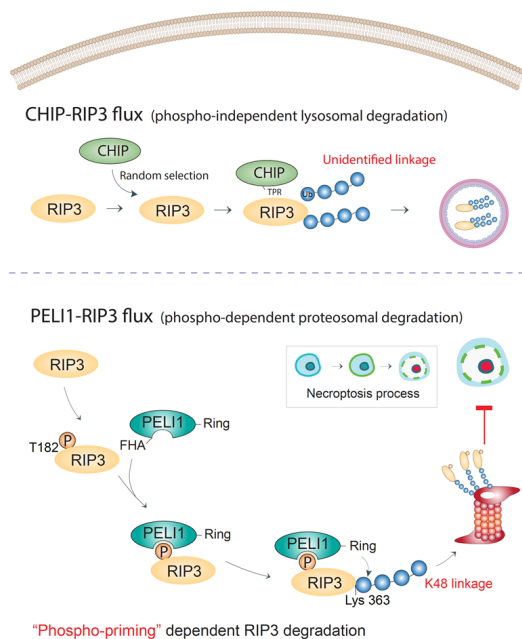 CHIP-RIP3 flux (phospho-independent lysosomal degradation)
CHIP
Random selection
RIP3
RIP3
CHIP
TPR
RIP3
Ub
Unidentified linkage
PELI1-RIP3 flux (phospho-dependent proteosomal degradation)
RIP3
Necroptosis process
T182
P
RIP3
PELI1
Ring
FHA
PELI1
Ring
P
RIP3
PELI1
Ring
P
RIP3
Lys 363
K48 linkage
“Phospho-priming” dependent RIP3 degradation